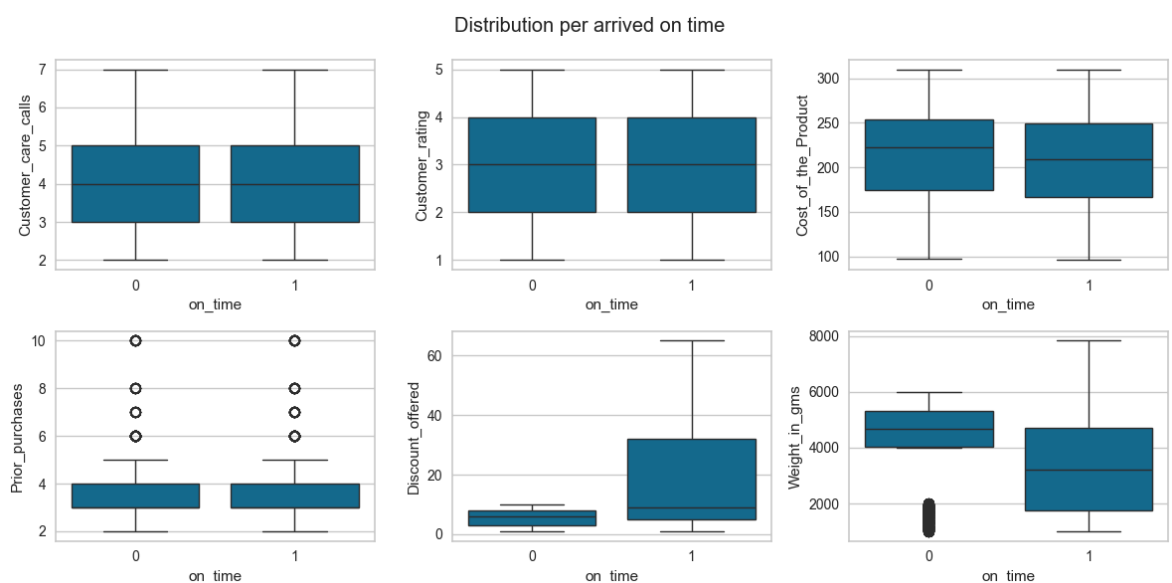 Distribution per arrived on time
Customer_care_calls
7
6
5
4
3
2
0 1
on_time
Customer_rating
5
4
3
2
1
0 1
on_time
Cost_of_the_Product
300
250
200
150
100
0 1
on_time
Prior_purchases
10
8
6
4
2
0 1
on_time
Discount_offered
60
40
20
0
0 1
on_time
Weight_in_gms
8000
6000
4000
2000
0 1
on_time